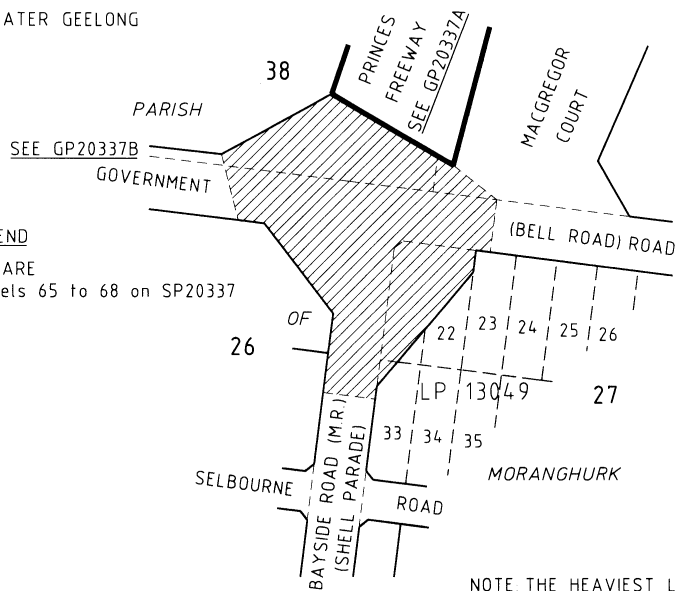 ATER GEELONG
38
PRINCES
FREEWAY
SEE GP20337A
MACGREGOR
COURT
PARISH
SEE GP20337B
GOVERNMENT
(BELL ROAD) ROAD
END
ARE
els 65 to 68 on SP20337
OF
26
22
23
24
25
26
LP 13049
27
33
34
35
MORANGHURK
SELBOURNE
ROAD
BAYSIDE ROAD (M.R.)
(SHELL PARADE)
NOTE. THE HEAVIEST L